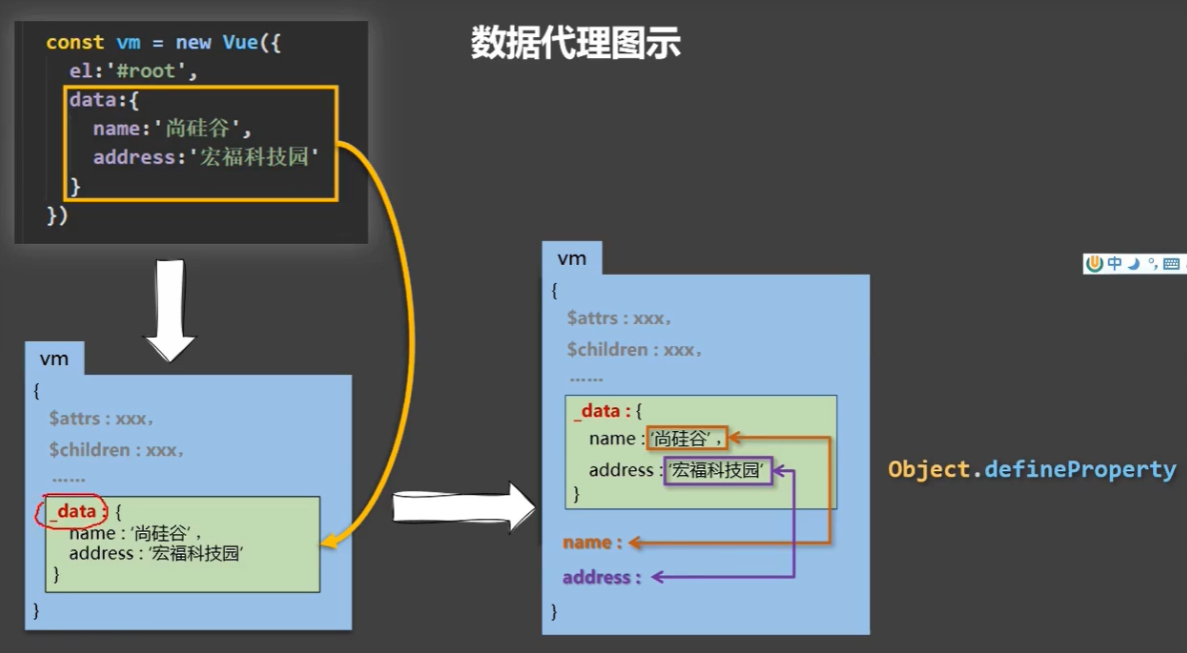 数据代理图示
const vm = new Vue({
el:'#root',
data:{
name:'尚硅谷',
address:'宏福科技园'
}
})
vm
{
$attrs : xxx，
$children : xxx，
……
_data : {
name : ‘尚硅谷’ ，
address : ‘宏福科技园’
}
}
vm
{
$attrs : xxx，
$children : xxx，
……
_data : {
name : ‘尚硅谷’ ，
address : ‘宏福科技园’
}
name :
address :
}
Object.defineProperty
中